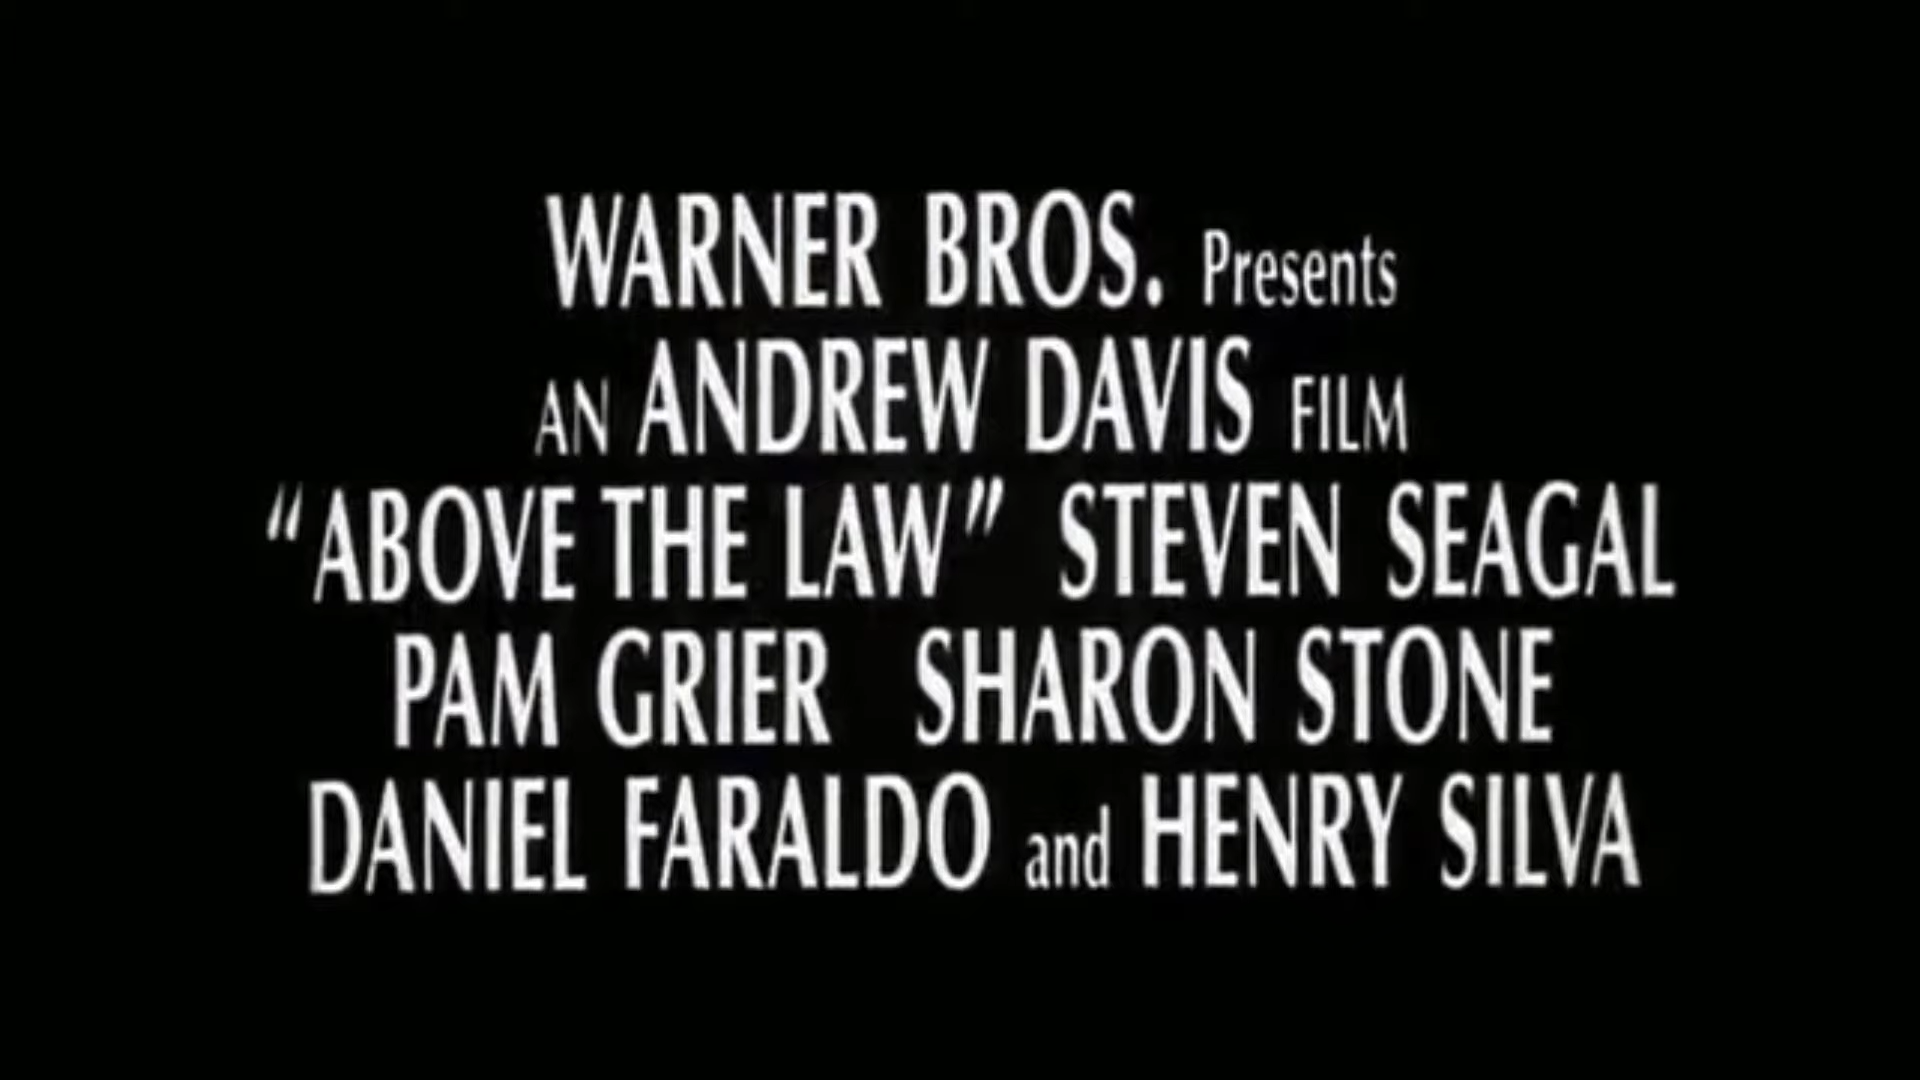 WARNER BROS. Presents
AN ANDREW DAVIS FILM
“ABOVE THE LAW” STEVEN SEAGAL
PAM GRIER SHARON STONE
DANIEL FARALDO and HENRY SILVA